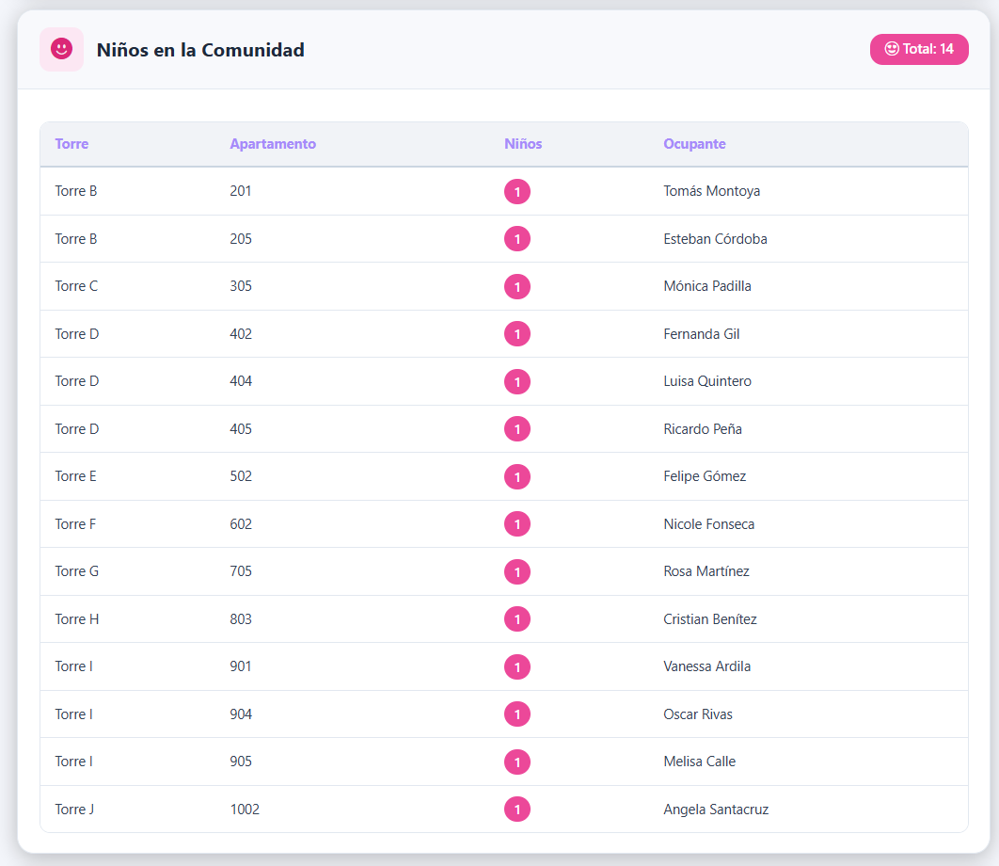 Niños en la Comunidad
Total: 14
Torre Apartamento Niños Ocupante
Torre B 201 1 Tomás Montoya
Torre B 205 1 Esteban Córdoba
Torre C 305 1 Mónica Padilla
Torre D 402 1 Fernanda Gil
Torre D 404 1 Luisa Quintero
Torre D 405 1 Ricardo Peña
Torre E 502 1 Felipe Gómez
Torre F 602 1 Nicole Fonseca
Torre G 705 1 Rosa Martínez
Torre H 803 1 Cristian Benítez
Torre I 901 1 Vanessa Ardila
Torre I 904 1 Oscar Rivas
Torre I 905 1 Melisa Calle
Torre J 1002 1 Angela Santacruz